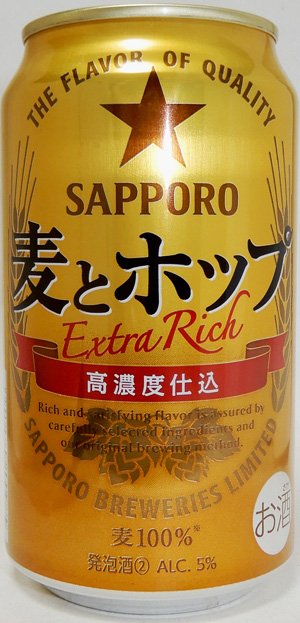 THE FLAVOR OF QUALITY
SAPPORO
麦とホップ
Extra Rich
高濃度仕込
Rich and satisfying flavor is assured by
carefully selected ingredients and
our original brewing method.
SAPPORO BREWERIES LIMITED
お酒
麦100%※
発泡酒② ALC. 5%